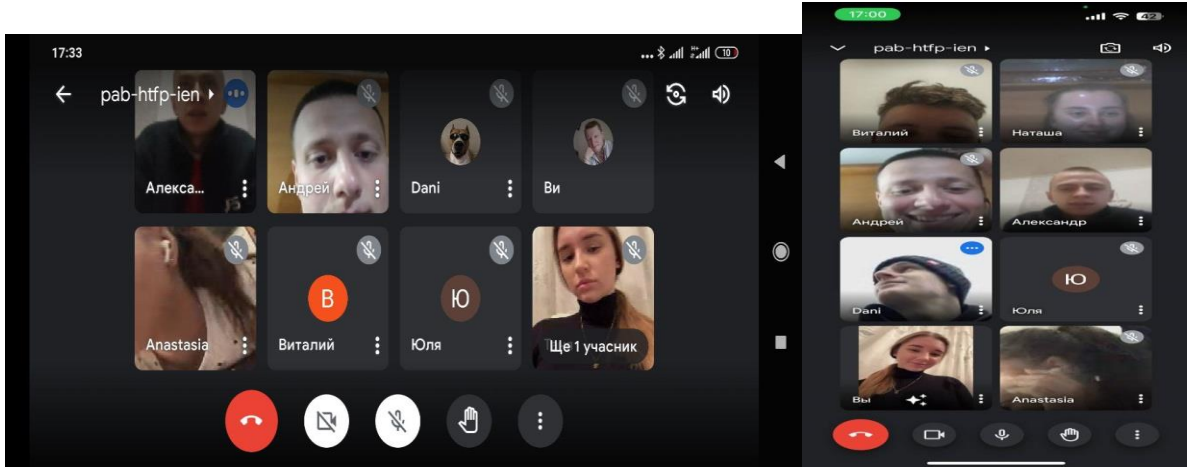 17:33
10
pab-htfp-ien
Алекса...
Андрей
Dani
Ви
В
Ю
Anastasia
Виталий
Юля
Ще 1 учасник
17:00
42
pab-htfp-ien
Виталий
Наташа
Андрей
Александр
Ю
Dani
Юля
Вы
Anastasia